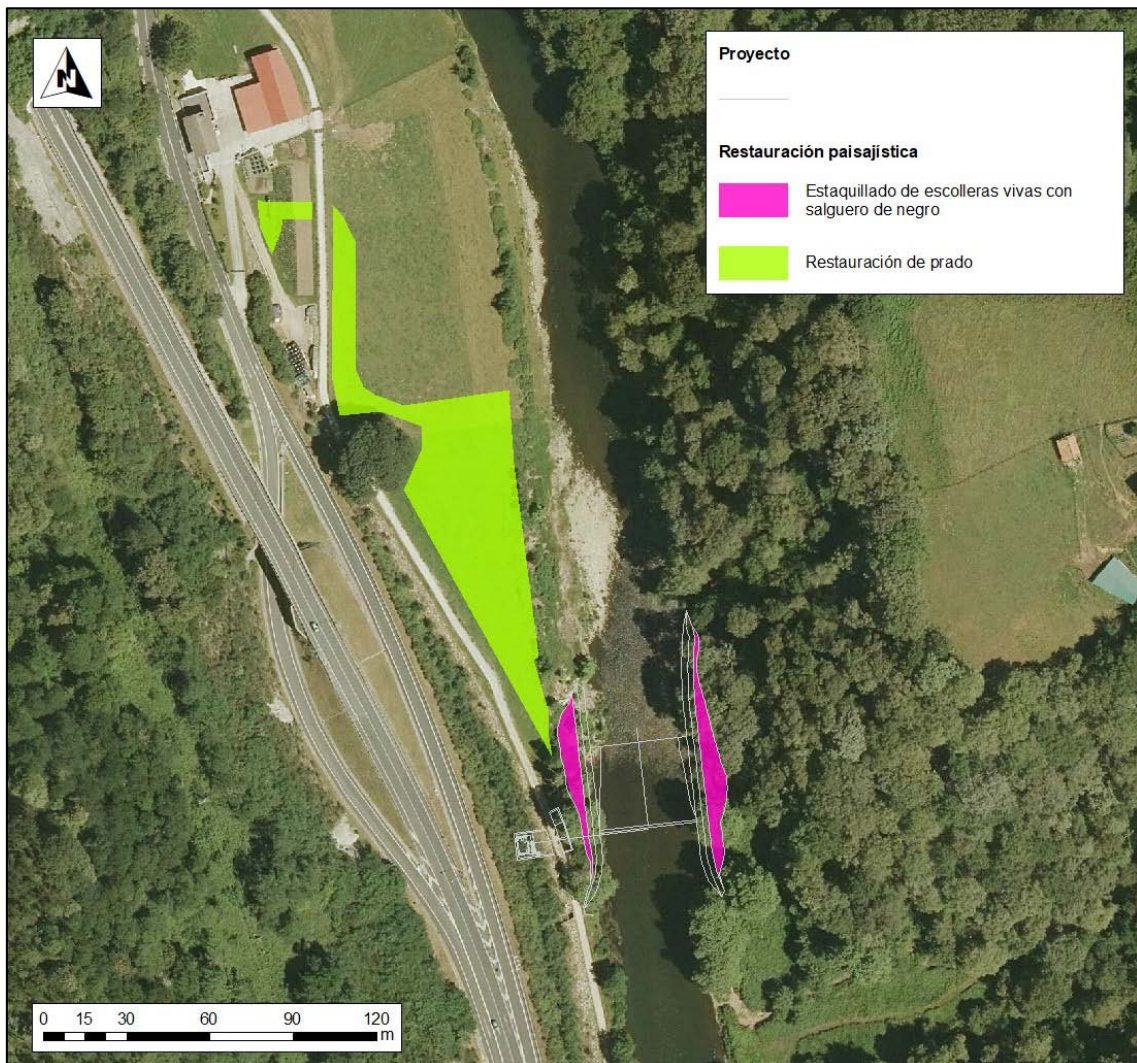 N
Proyecto
Restauración paisajística
Estaquillado de escolleras vivas con
salguero de negro
Restauración de prado
0 15 30 60 90 120
m